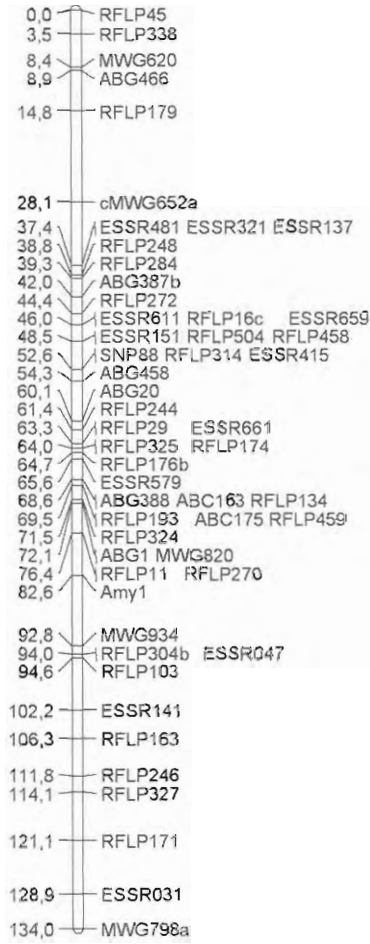 0,0 RFLP45
3,5 RFLP338
8,4 MWG620
8,9 ABG466
14,8 RFLP179
28,1 cMWG652a
37,4 ESSR481 ESSR321 ESSR137
38,8 RFLP248
39,3 RFLP284
42,0 ABG387b
44,4 RFLP272
46,0 ESSR611 RFLP16c ESSR659
48,5 ESSR151 RFLP504 RFLP458
52,6 SNP88 RFLP314 ESSR415
54,3 ABG458
60,1 ABG20
61,4 RFLP244
63,3 RFLP29 ESSR661
64,0 RFLP325 RFLP174
64,7 RFLP176b
65,6 ESSR579
68,6 ABG388 ABC163 RFLP134
69,5 RFLP193 ABC175 RFLP459
71,5 RFLP324
72,1 ABG1 MWG820
76,4 RFLP11 RFLP270
82,6 Amy1
92,8 MWG934
94,0 RFLP304b ESSR047
94,6 RFLP103
102,2 ESSR141
106,3 RFLP163
111,8 RFLP246
114,1 RFLP327
121,1 RFLP171
128,9 ESSR031
134,0 MWG798a